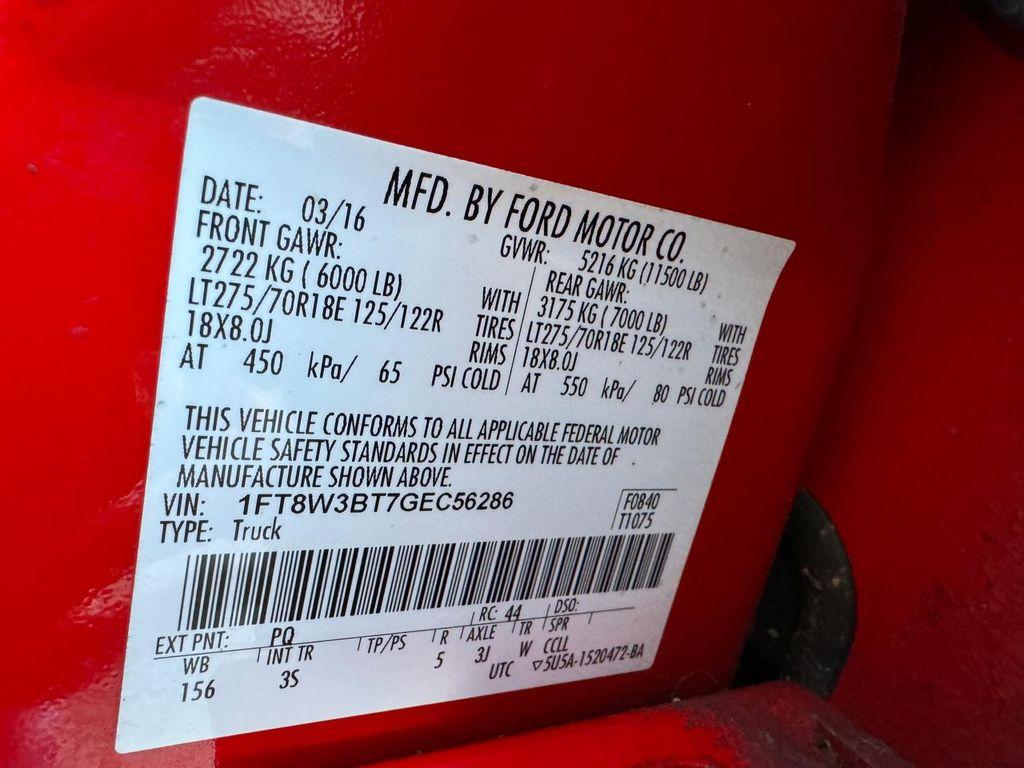 MFD. BY FORD MOTOR CO.
DATE: 03/16 GVWR: 5216 KG (11500 LB)
FRONT GAWR: REAR GAWR:
2722 KG ( 6000 LB) WITH 3175 KG ( 7000 LB) WITH
LT275/70R18E 125/122R TIRES LT275/70R18E 125/122R TIRES
18X8.0J RIMS 18X8.0J RIMS
AT 450 kPa/ 65 PSI COLD AT 550 kPa/ 80 PSI COLD
THIS VEHICLE CONFORMS TO ALL APPLICABLE FEDERAL MOTOR
VEHICLE SAFETY STANDARDS IN EFFECT ON THE DATE OF
MANUFACTURE SHOWN ABOVE.
VIN: 1FT8W3BT7GEC56286 F0840
TYPE: Truck T1075
EXT PNT: PQ RC: 44 DSO:
WB INT TR TP/PS R AXLE TR SPR
156 3S 5 3J W CCLL
UTC ▽5U5A-1520472-BA